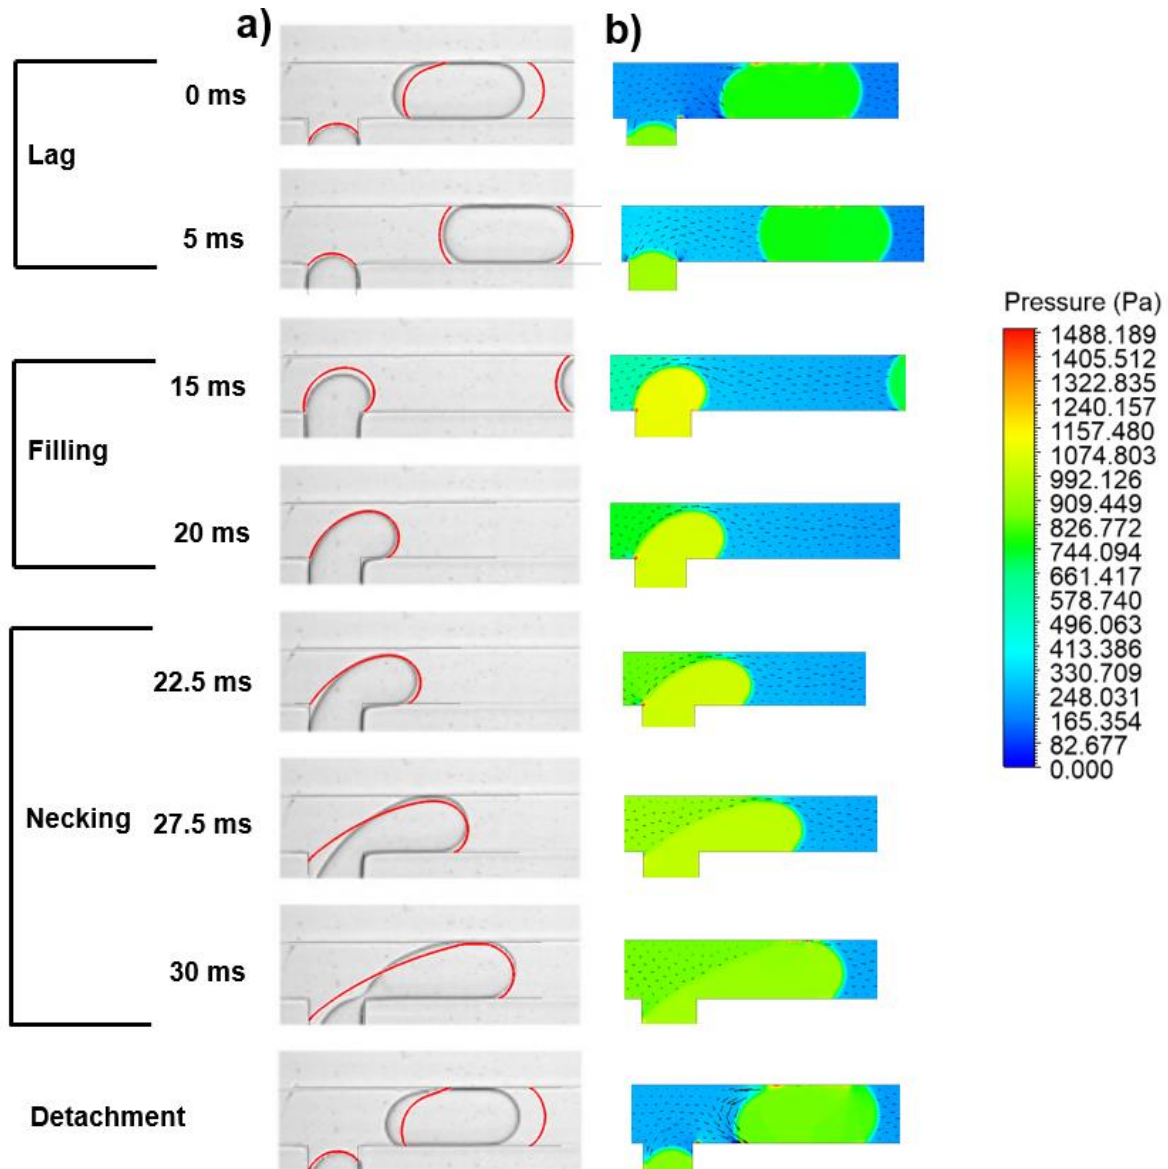 a)
b)
Lag
0 ms
5 ms
Filling
15 ms
20 ms
Necking
22.5 ms
27.5 ms
30 ms
Detachment
Pressure (Pa)
1488.189
1405.512
1322.835
1240.157
1157.480
1074.803
992.126
909.449
826.772
744.094
661.417
578.740
496.063
413.386
330.709
248.031
165.354
82.677
0.000